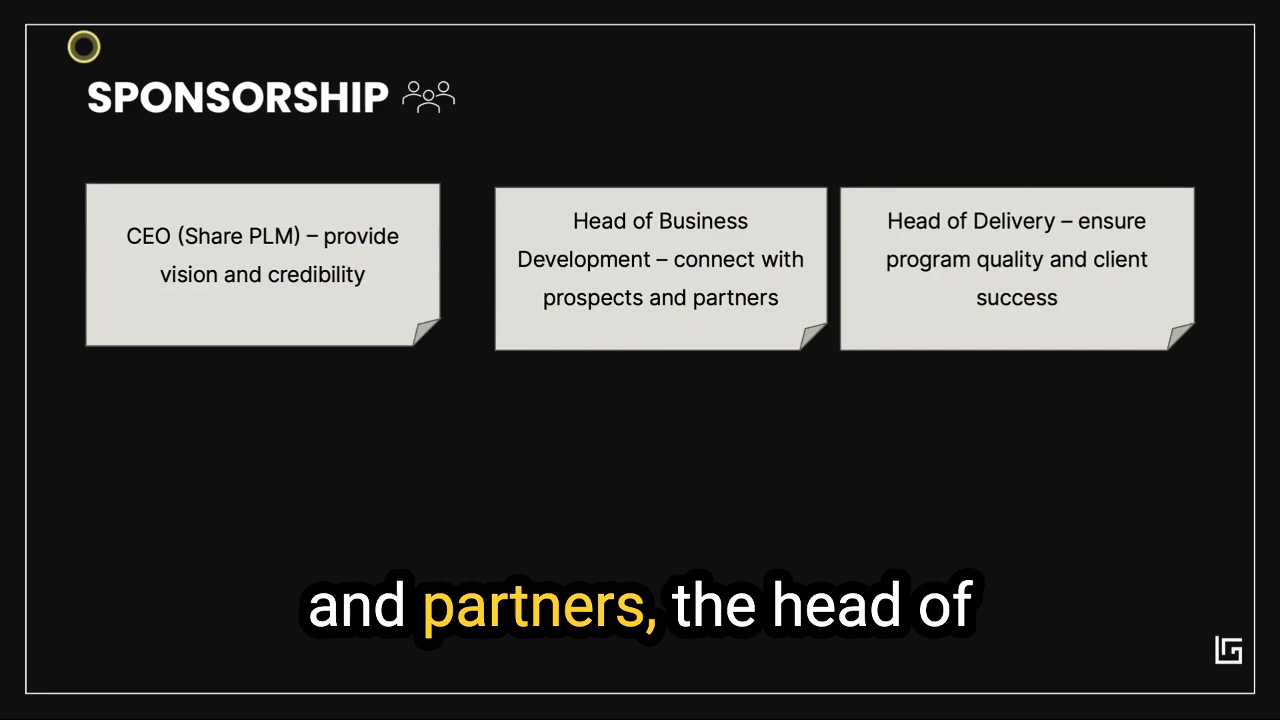 SPONSORSHIP
CEO (Share PLM) – provide
vision and credibility
Head of Business
Development – connect with
prospects and partners
Head of Delivery – ensure
program quality and client
success
and partners, the head of